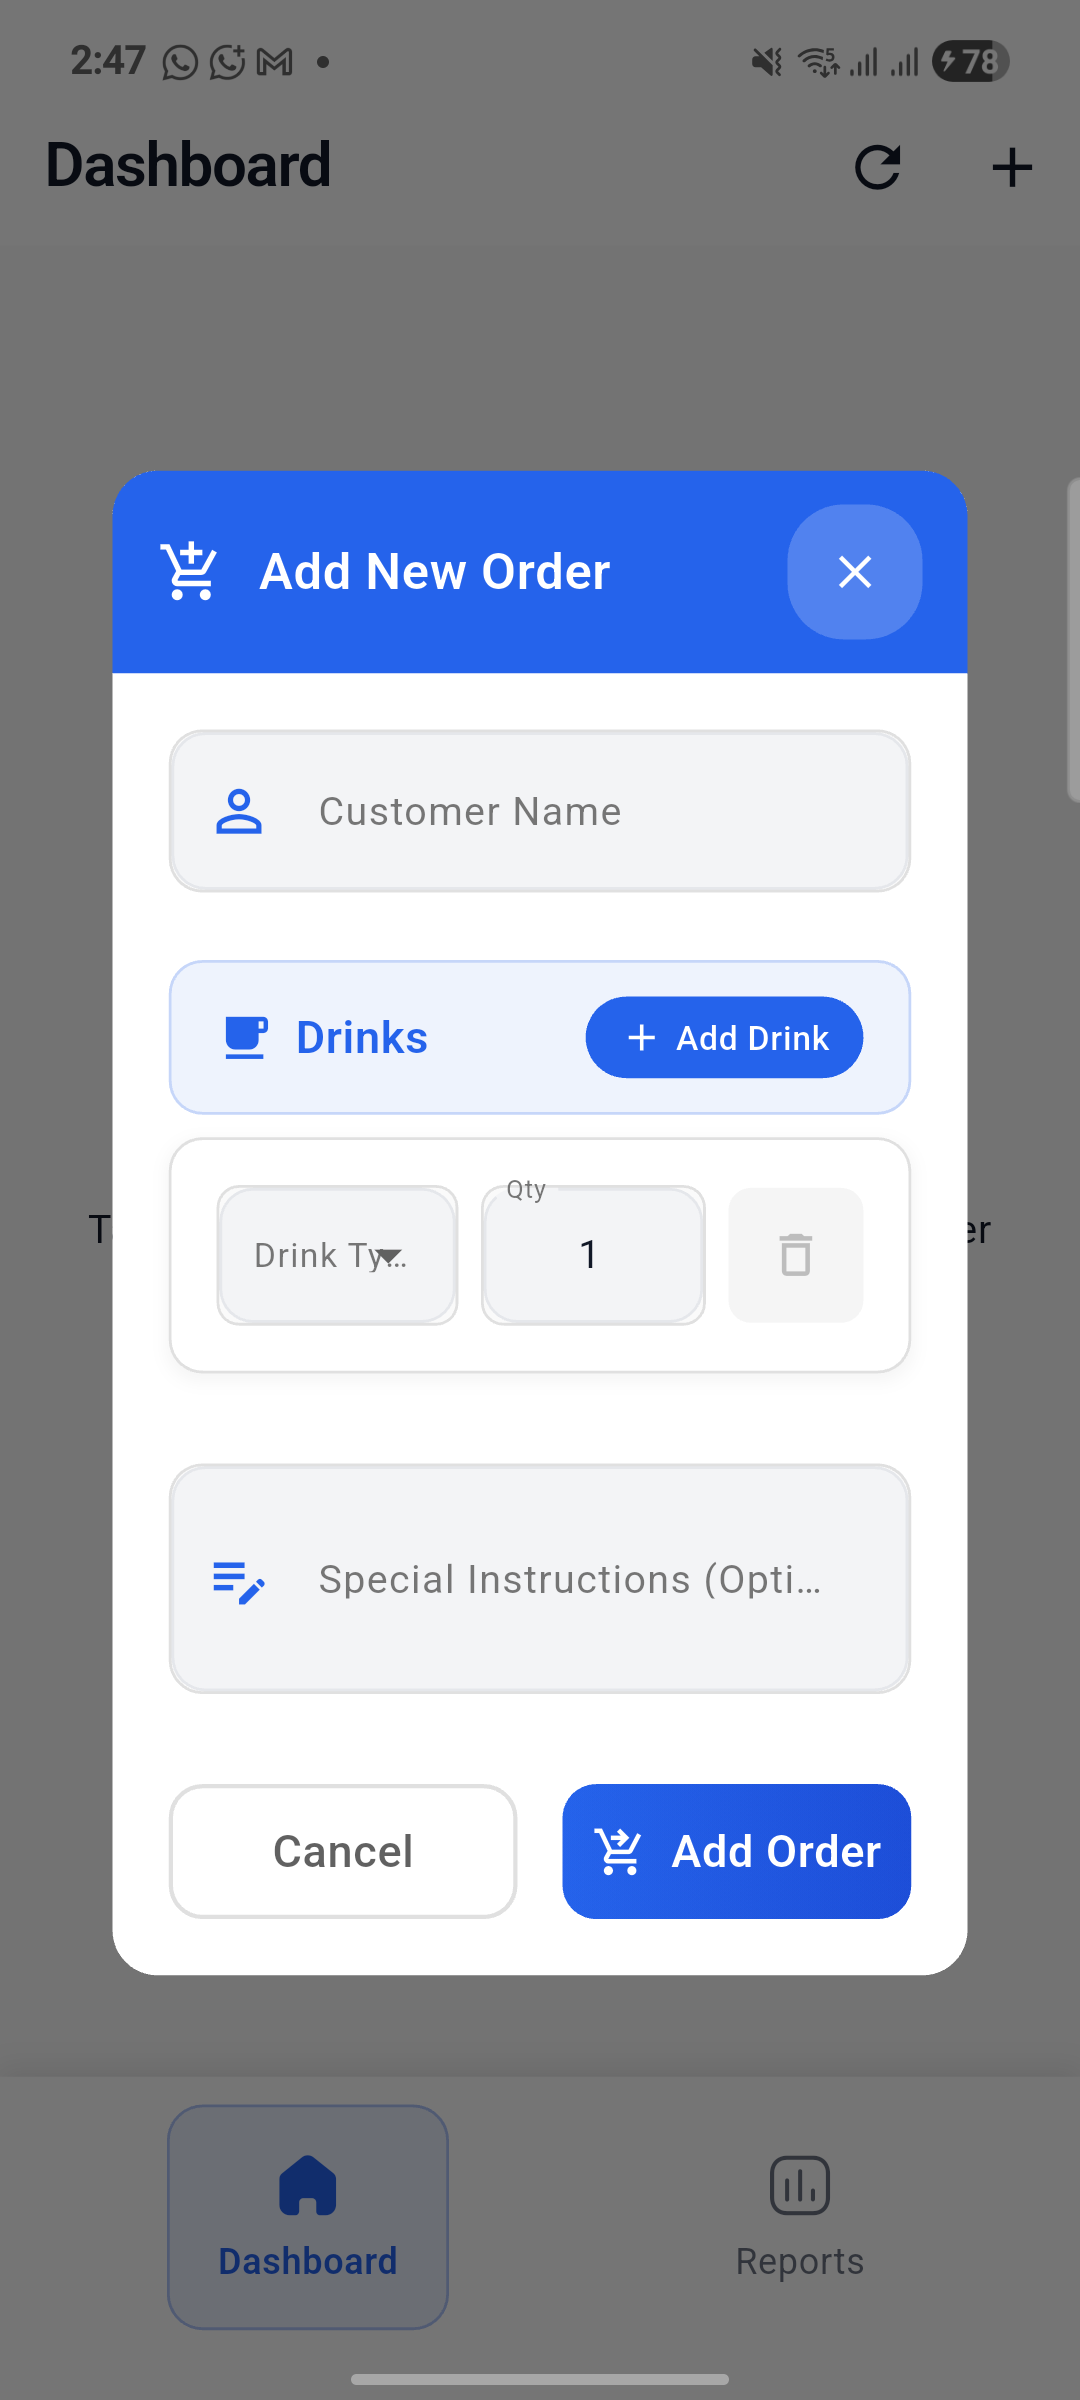 2:47
5
78
Dashboard
Add New Order
Customer Name
Drinks
Add Drink
Qty
Drink Ty...
1
Special Instructions (Opti...
Cancel
Add Order
Dashboard
Reports